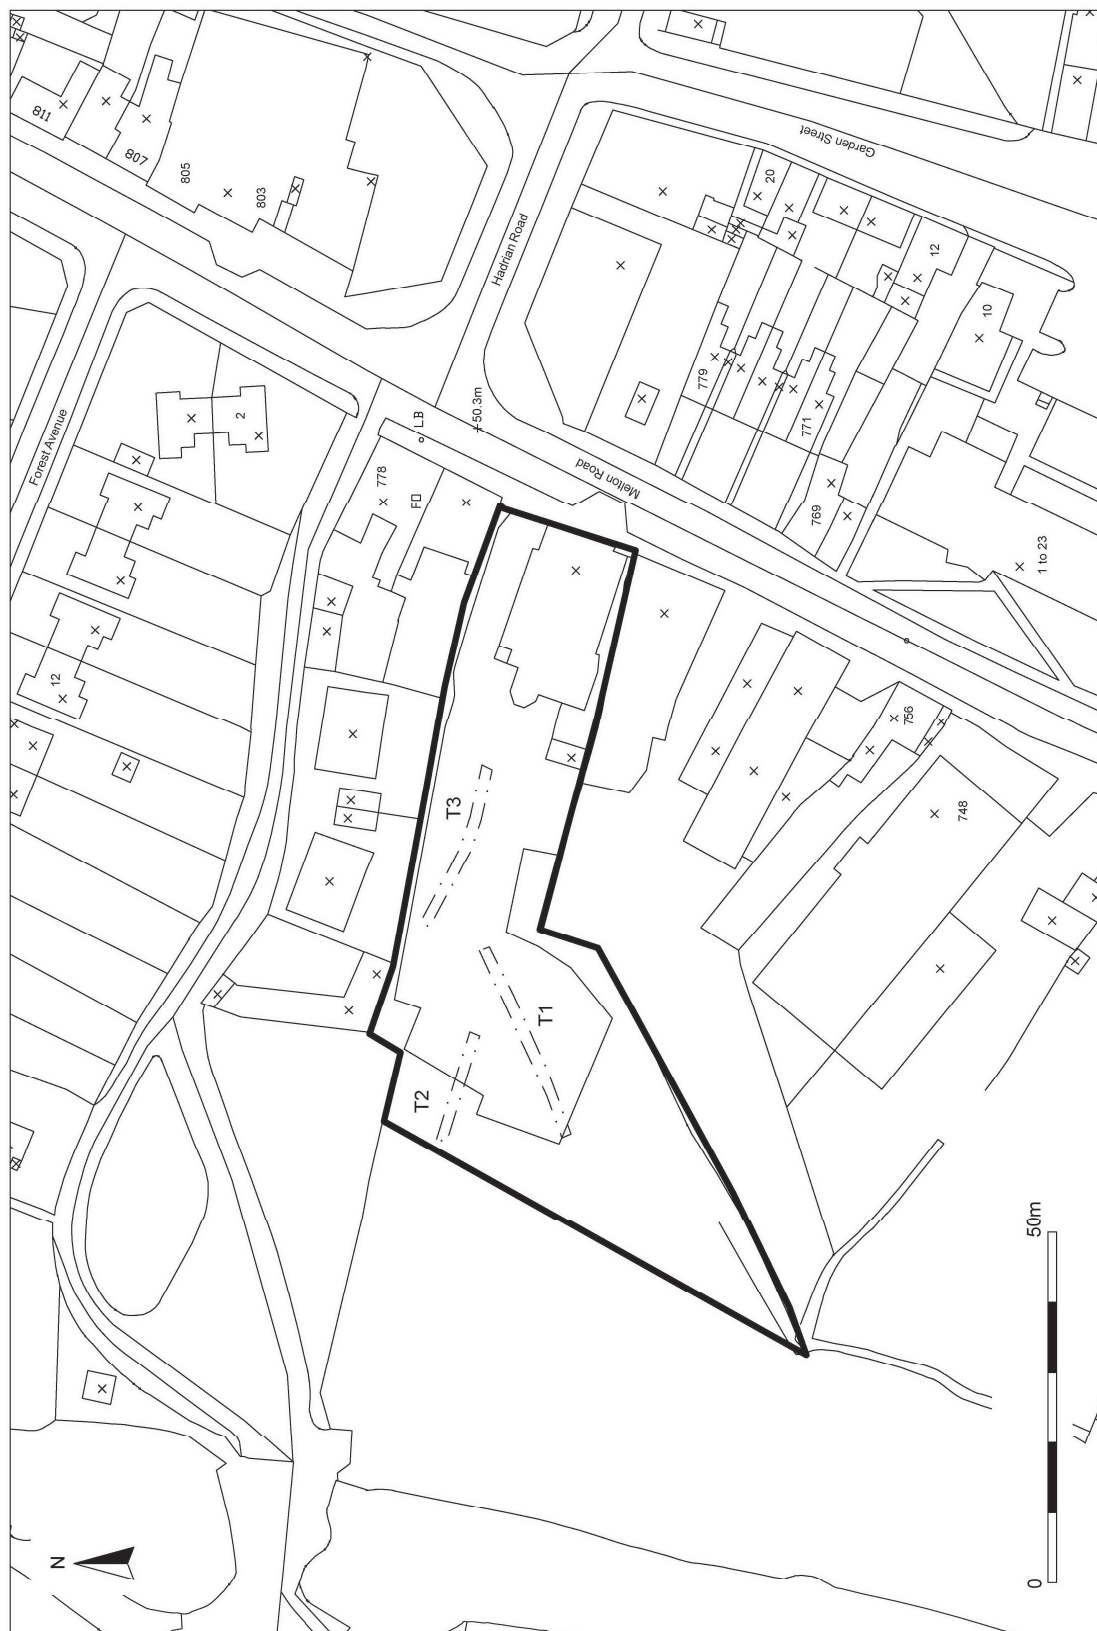 811
807
805
803
Forest Avenue
2
12
778
F
LB
+50.3m
Hadrian Road
Garden Street
20
12
10
779
771
769
Melton Road
1 to 23
756
748
T3
T1
T2
N
0
50m